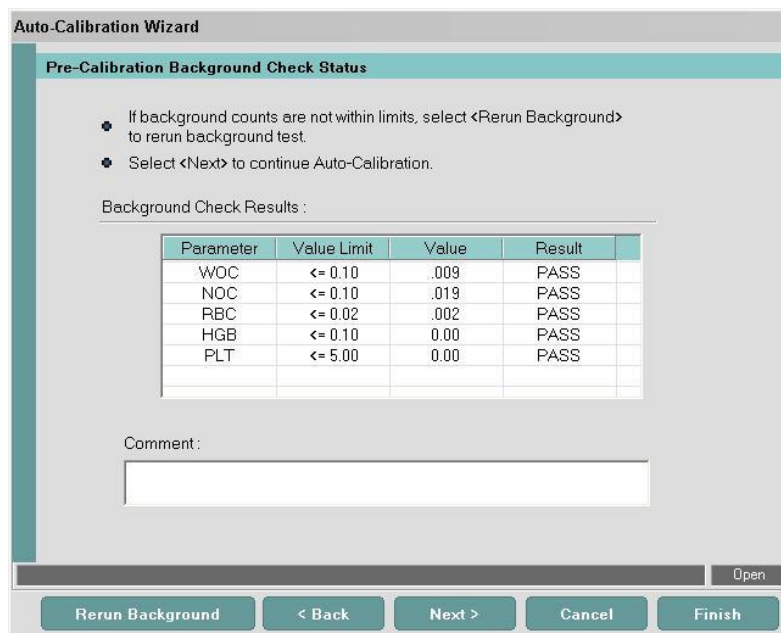 Auto-Calibration Wizard
Pre-Calibration Background Check Status
If background counts are not within limits, select <Rerun Background>
to rerun background test.
Select <Next> to continue Auto-Calibration.
Background Check Results :
Parameter Value Limit Value Result
WOC <= 0.10 .009 PASS
NOC <= 0.10 .019 PASS
RBC <= 0.02 .002 PASS
HGB <= 0.10 0.00 PASS
PLT <= 5.00 0.00 PASS
Comment :
Open
Rerun Background < Back Next > Cancel Finish